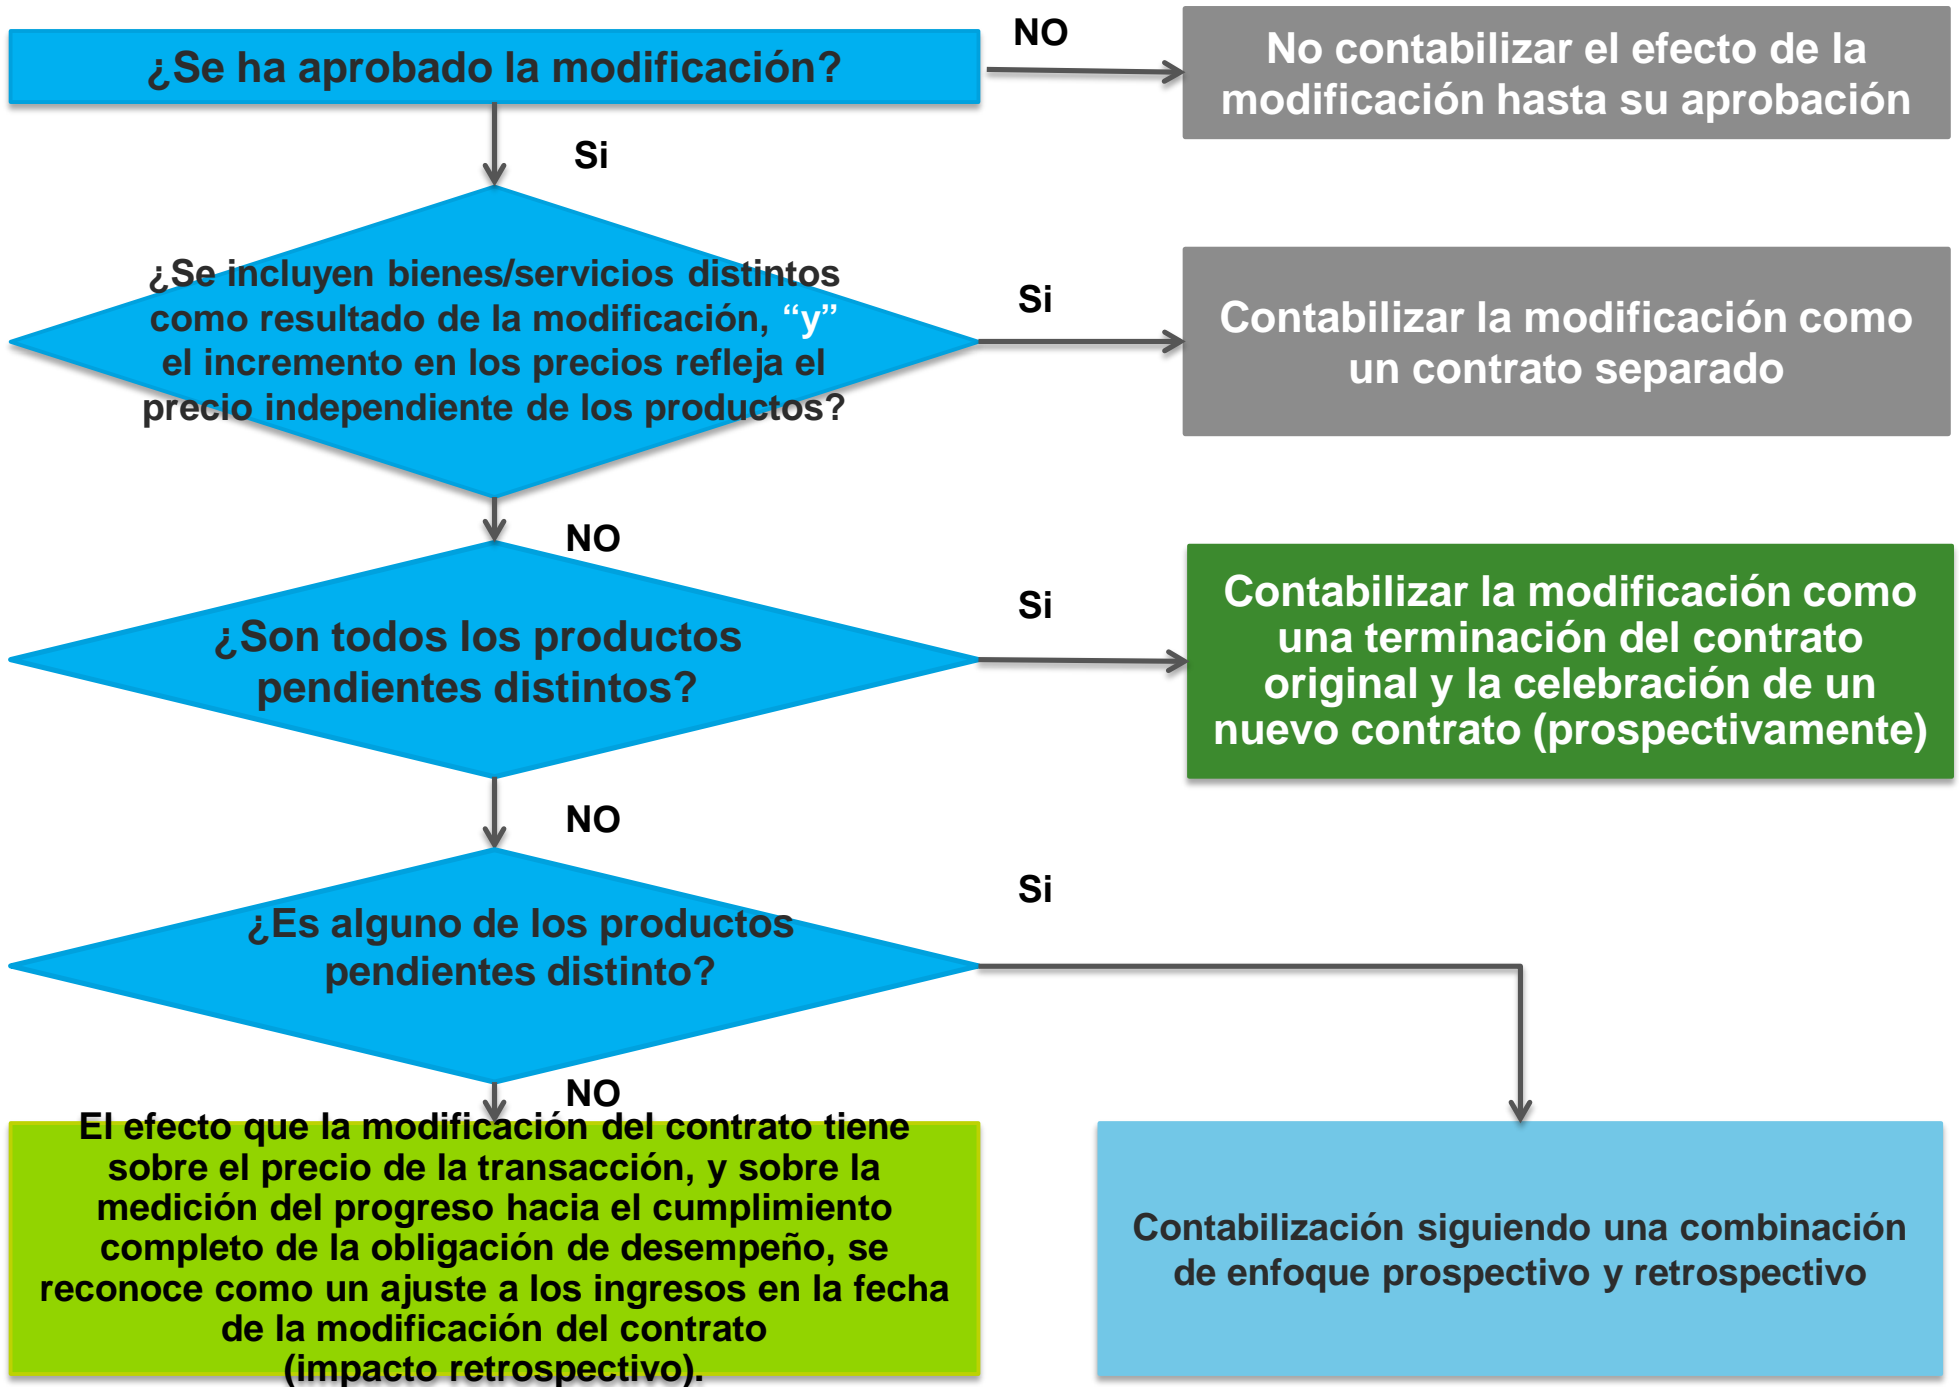 ¿Se ha aprobado la modificación?
NO
No contabilizar el efecto de la
modificación hasta su aprobación
Si
¿Se incluyen bienes/servicios distintos
como resultado de la modificación, “y”
el incremento en los precios refleja el
precio independiente de los productos?
Si
Contabilizar la modificación como
un contrato separado
NO
¿Son todos los productos
pendientes distintos?
Si
Contabilizar la modificación como
una terminación del contrato
original y la celebración de un
nuevo contrato (prospectivamente)
NO
¿Es alguno de los productos
pendientes distinto?
Si
NO
El efecto que la modificación del contrato tiene
sobre el precio de la transacción, y sobre la
medición del progreso hacia el cumplimiento
completo de la obligación de desempeño, se
reconoce como un ajuste a los ingresos en la fecha
de la modificación del contrato
(impacto retrospectivo).
Contabilización siguiendo una combinación
de enfoque prospectivo y retrospectivo